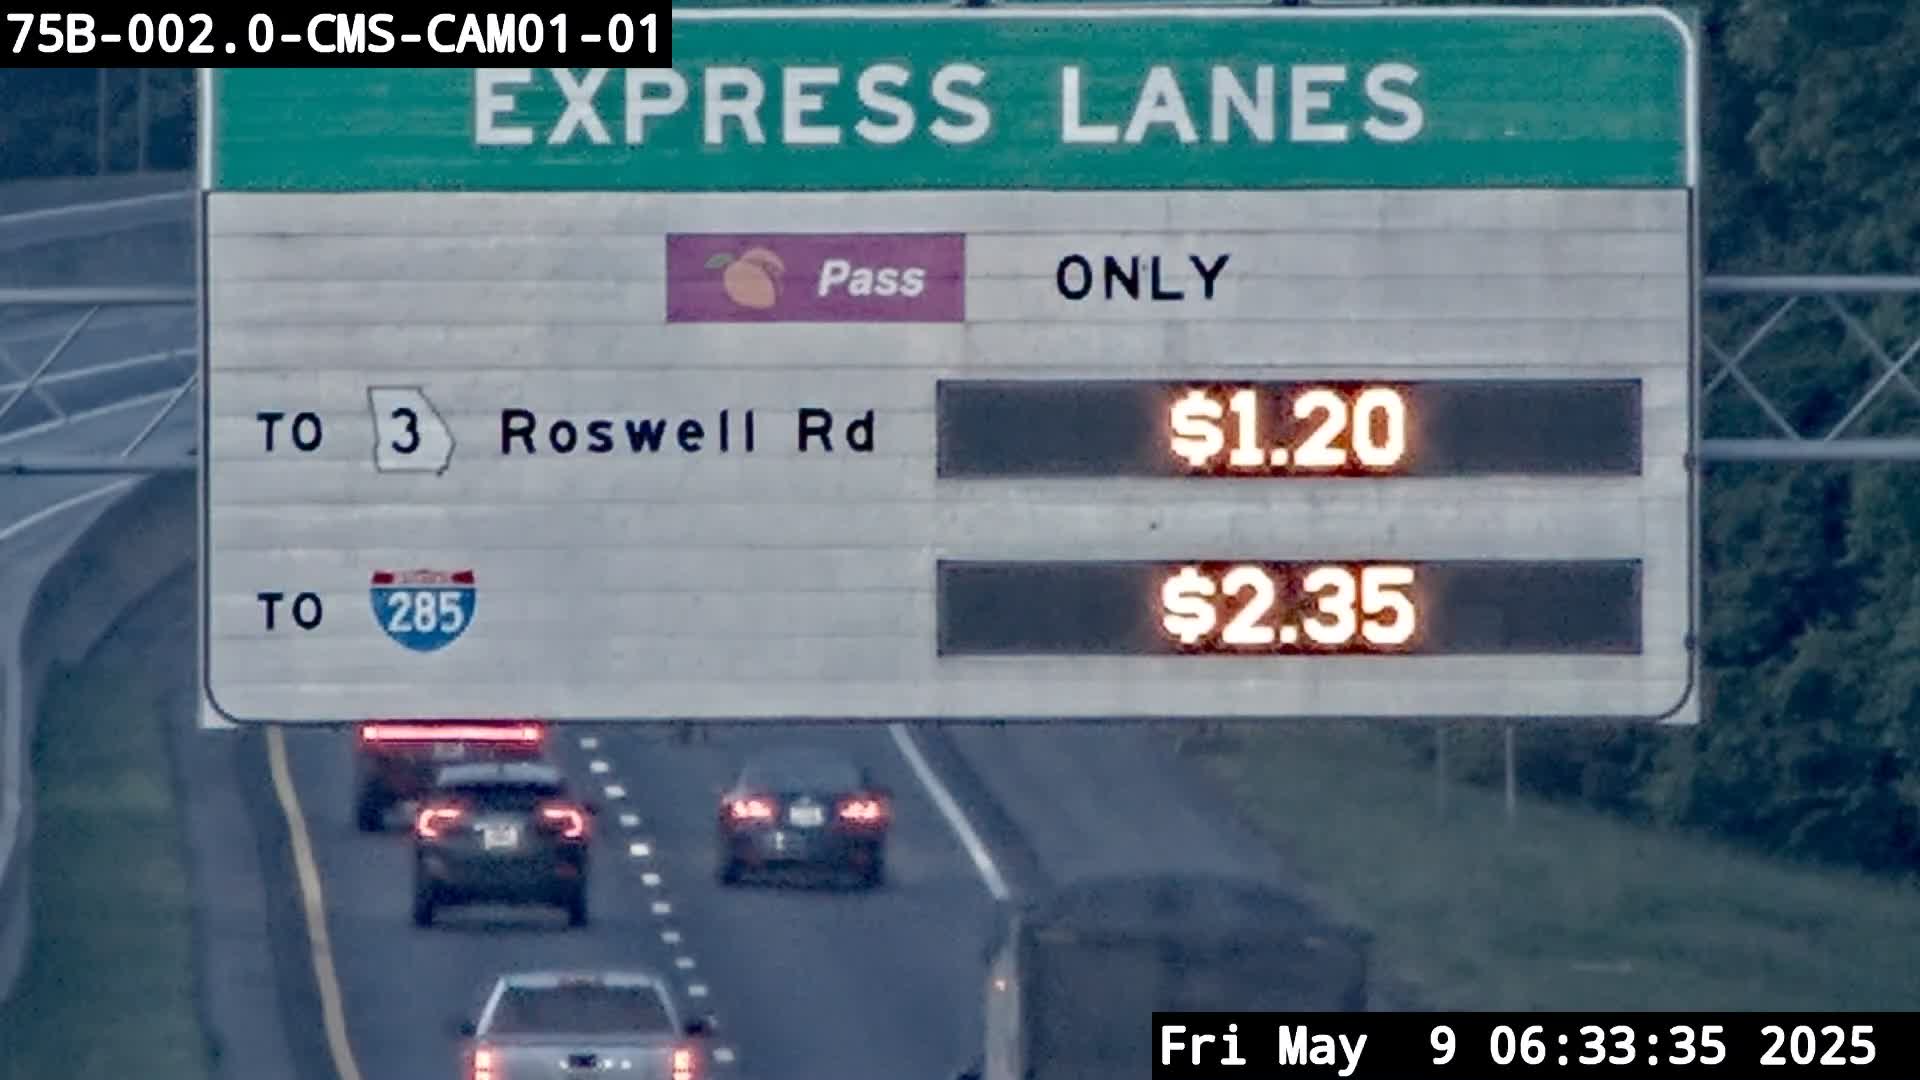 75B-002.0-CMS-CAM01-01
EXPRESS LANES
Pass ONLY
TO 3 Roswell Rd $1.20
TO 285 $2.35
Fri May 9 06:33:35 2025